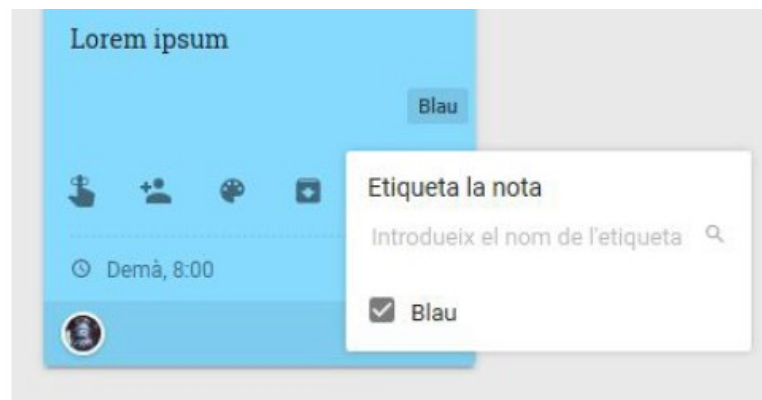 Lorem ipsum
Blau
Etiqueta la nota
Introdueix el nom de l'etiqueta
Demà, 8:00
Blau